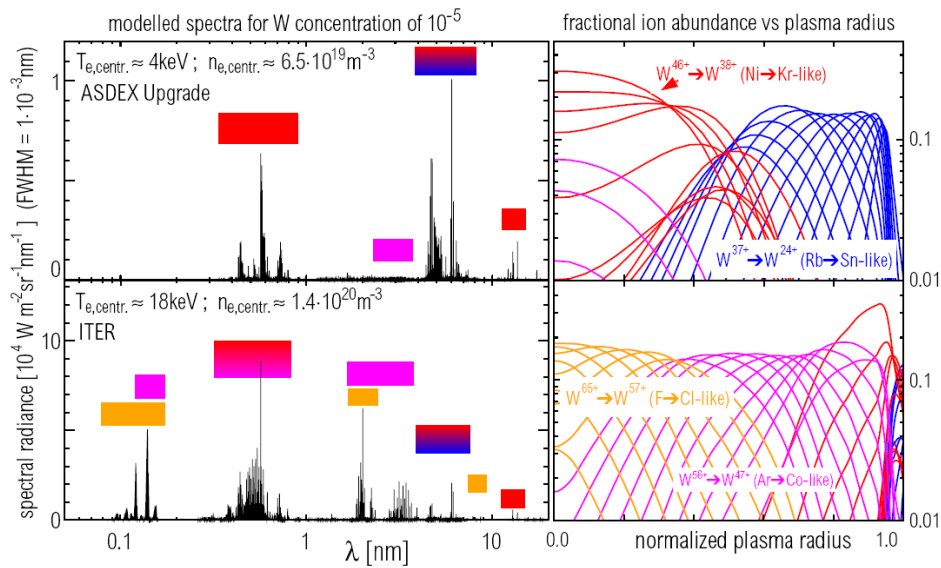 modelled spectra for W concentration of 10⁻⁵
fractional ion abundance vs plasma radius
T e,centr. ≈ 4keV ; n e,centr. ≈ 6.5·10¹⁹m⁻³
ASDEX Upgrade
W⁴⁶⁺→W³⁸⁺ (Ni→Kr-like)
W³⁷⁺→W²⁴⁺ (Rb→Sn-like)
1
0
0.1
0.01
T e,centr. ≈ 18keV ; n e,centr. ≈ 1.4·10²⁰m⁻³
ITER
W⁶⁵⁺→W⁵⁷⁺ (F→Cl-like)
W⁵⁶⁺→W⁴⁷⁺ (Ar→Co-like)
10
5
0
0.1
0.01
spectral radiance [10⁴ W m⁻²sr⁻¹nm⁻¹ ] (FWHM = 1·10⁻³nm)
0.1
1
10
λ [nm]
0.0
normalized plasma radius
1.0